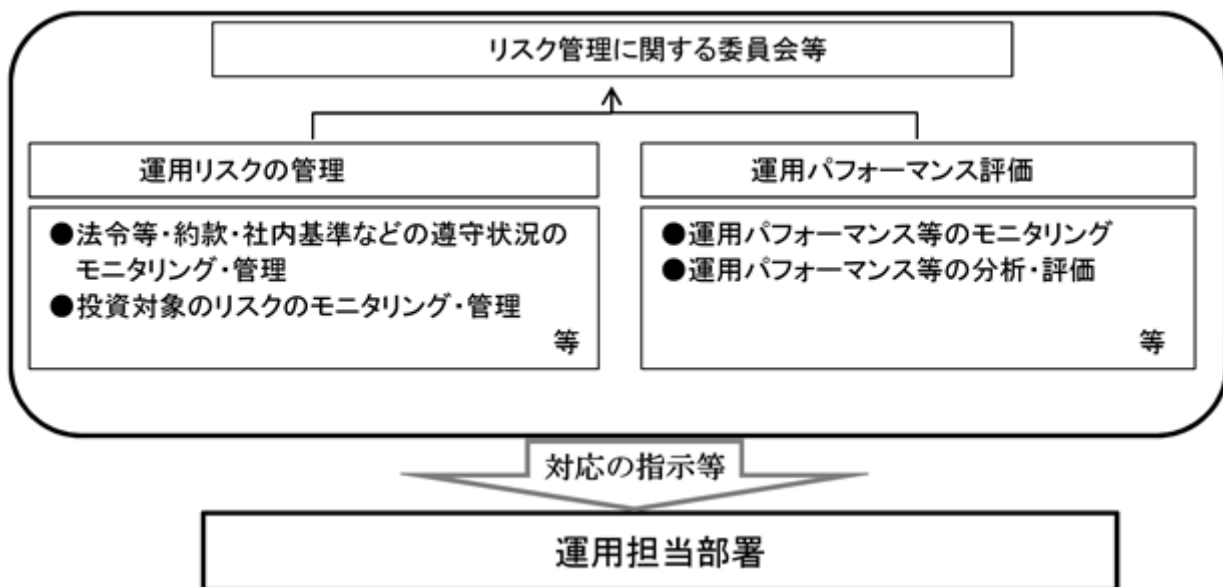 リスク管理に関する委員会等
運用リスクの管理
●法令等・約款・社内基準などの遵守状況の
モニタリング・管理
●投資対象のリスクのモニタリング・管理
等
運用パフォーマンス評価
●運用パフォーマンス等のモニタリング
●運用パフォーマンス等の分析・評価
等
対応の指示等
運用担当部署